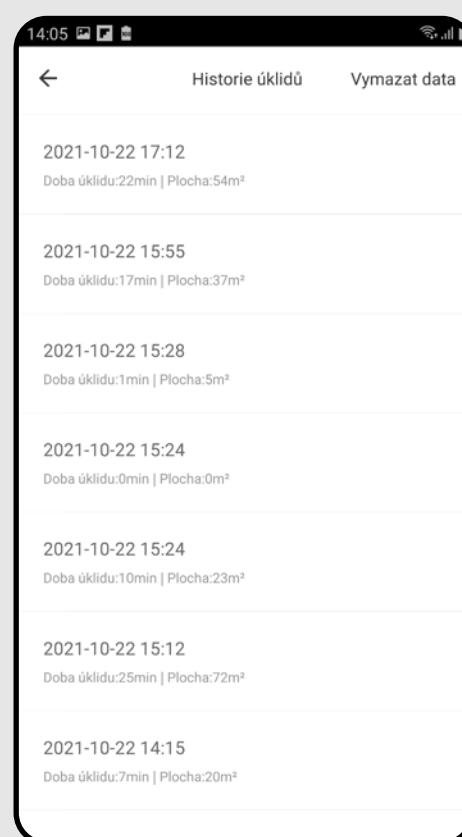 14:05
Historie úklidů Vymazat data
2021-10-22 17:12
Doba úklidu:22min | Plocha:54m²
2021-10-22 15:55
Doba úklidu:17min | Plocha:37m²
2021-10-22 15:28
Doba úklidu:1min | Plocha:5m²
2021-10-22 15:24
Doba úklidu:0min | Plocha:0m²
2021-10-22 15:24
Doba úklidu:10min | Plocha:23m²
2021-10-22 15:12
Doba úklidu:25min | Plocha:72m²
2021-10-22 14:15
Doba úklidu:7min | Plocha:20m²